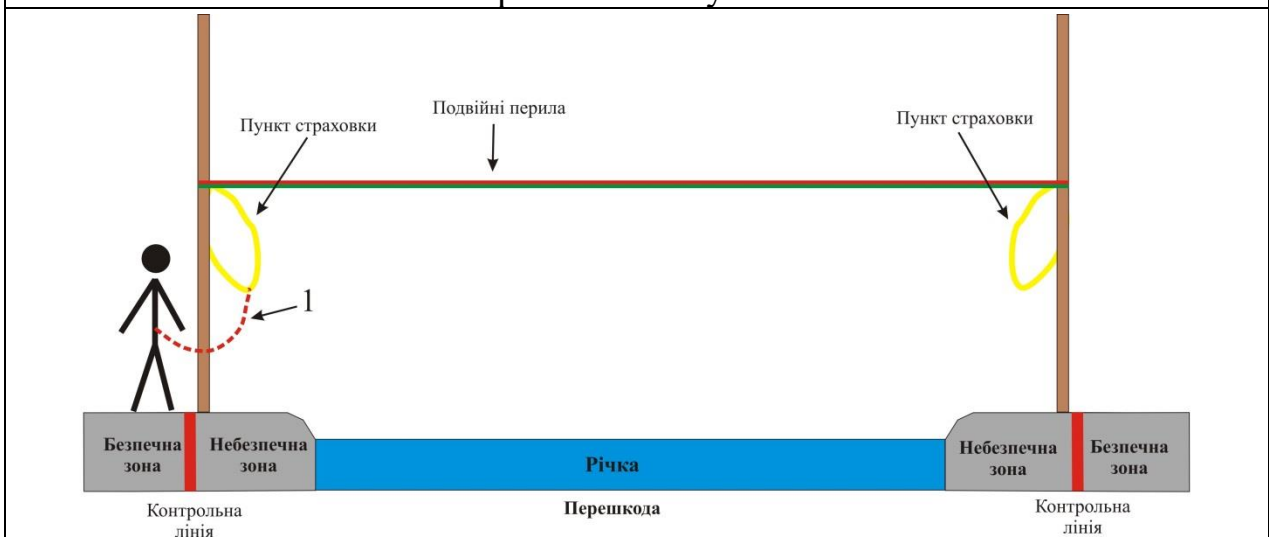 Подвійні перила
Пункт страховки
Пункт страховки
1
Безпечна
зона
Небезпечна
зона
Річка
Небезпечна
зона
Безпечна
зона
Контрольна
лінія
Перешкода
Контрольна
лінія